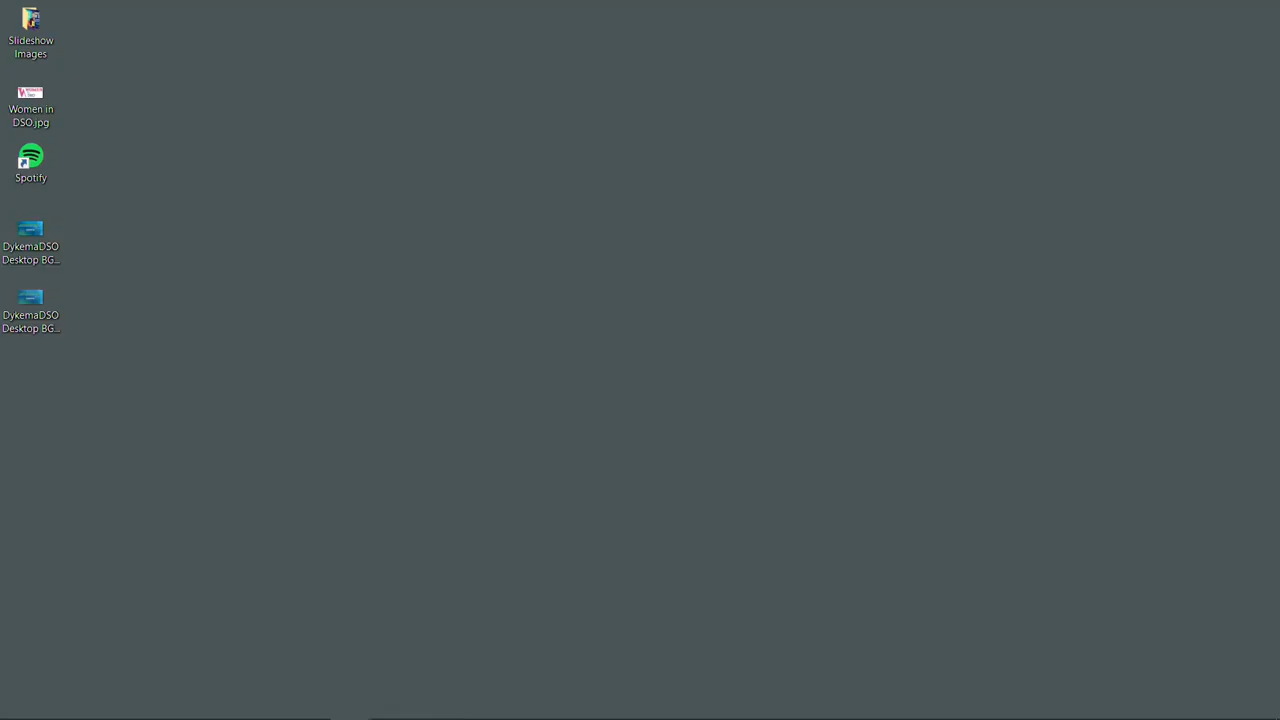 Slideshow
Images
Women in
DSO.jpg
Spotify
DykemaDSO
Desktop BG...
DykemaDSO
Desktop BG...